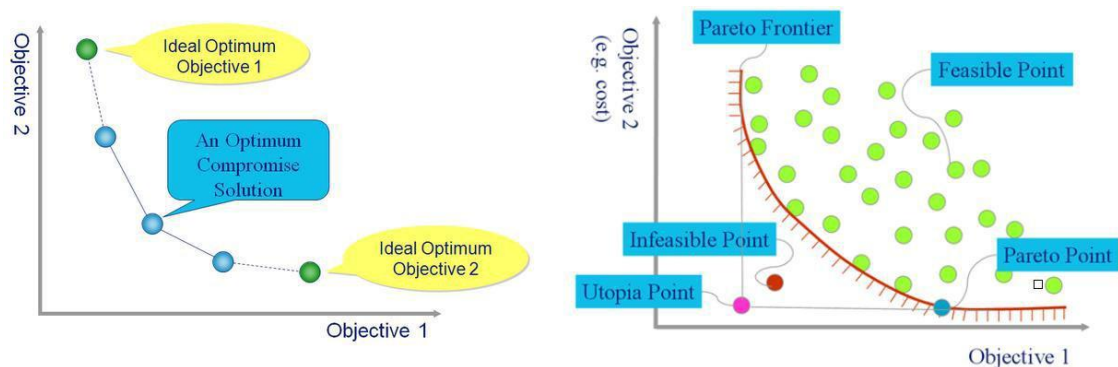 Objective 2
Ideal Optimum
Objective 1
An Optimum
Compromise
Solution
Ideal Optimum
Objective 2
Objective 1
Objective 2
(e.g. cost)
Pareto Frontier
Feasible Point
Infeasible Point
Pareto Point
Utopia Point
Objective 1